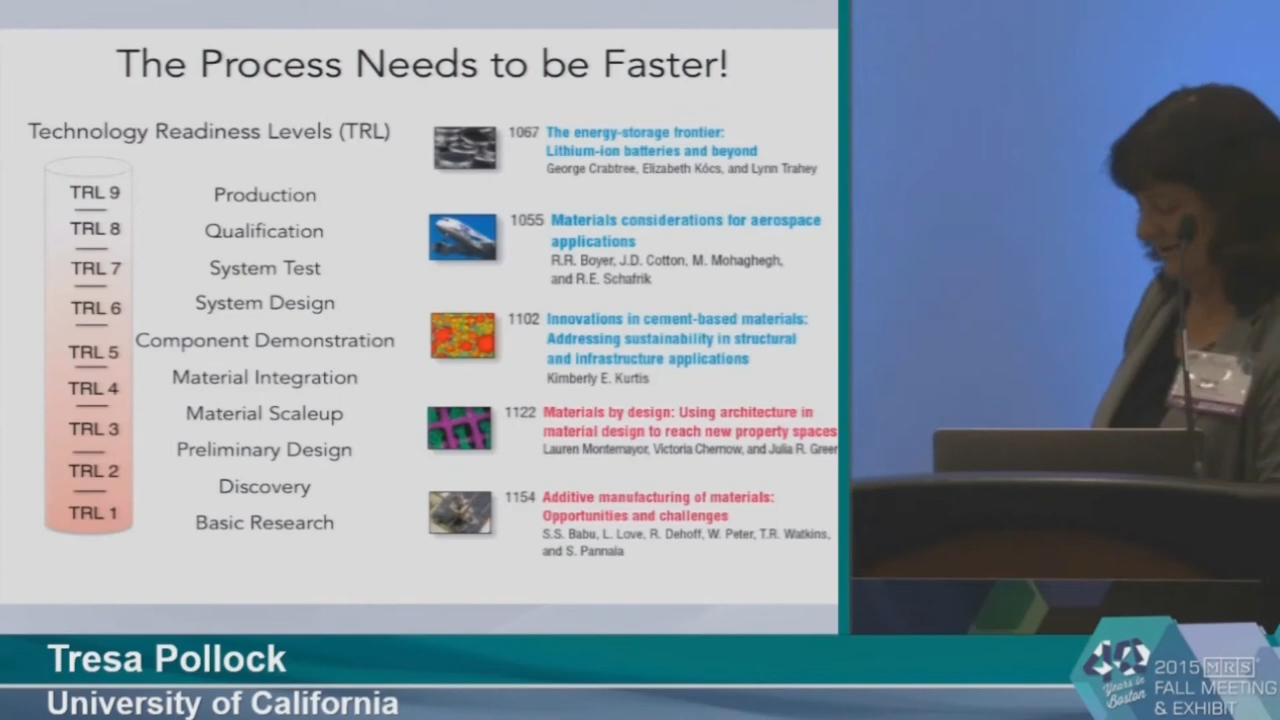 The Process Needs to be Faster!
Technology Readiness Levels (TRL)
TRL 9
TRL 8
TRL 7
TRL 6
TRL 5
TRL 4
TRL 3
TRL 2
TRL 1
Production
Qualification
System Test
System Design
Component Demonstration
Material Integration
Material Scaleup
Preliminary Design
Discovery
Basic Research
1067 The energy-storage frontier:
Lithium-ion batteries and beyond
George Crabtree, Elizabeth Kócs, and Lynn Trahey
1055 Materials considerations for aerospace
applications
R.R. Boyer, J.D. Cotton, M. Mohaghegh,
and R.E. Schafrik
1102 Innovations in cement-based materials:
Addressing sustainability in structural
and infrastructure applications
Kimberly E. Kurtis
1122 Materials by design: Using architecture in
material design to reach new property spaces
Lauren Montemayor, Victoria Chernow, and Julia R. Greer
1154 Additive manufacturing of materials:
Opportunities and challenges
S.S. Babu, L. Love, R. Dehoff, W. Peter, T.R. Watkins,
and S. Pannala
Tresa Pollock
University of California
40
Years in
Boston
2015 MRS
FALL MEETING
& EXHIBIT